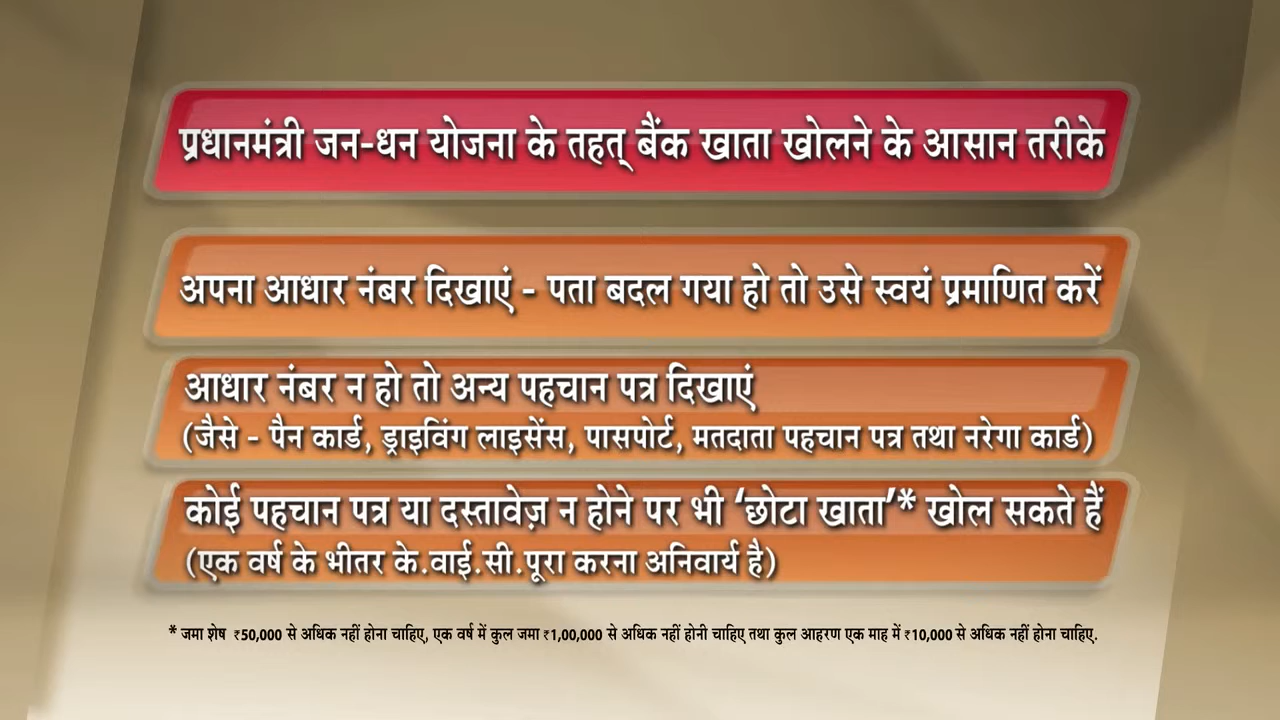 प्रधानमंत्री जन-धन योजना के तहत् बैंक खाता खोलने के आसान तरीके
अपना आधार नंबर दिखाएं - पता बदल गया हो तो उसे स्वयं प्रमाणित करें
आधार नंबर न हो तो अन्य पहचान पत्र दिखाएं
(जैसे - पैन कार्ड, ड्राइविंग लाइसेंस, पासपोर्ट, मतदाता पहचान पत्र तथा नरेगा कार्ड)
कोई पहचान पत्र या दस्तावेज़ न होने पर भी ‘छोटा खाता’* खोल सकते हैं
(एक वर्ष के भीतर के.वाई.सी.पूरा करना अनिवार्य है)
* जमा शेष ₹50,000 से अधिक नहीं होना चाहिए, एक वर्ष में कुल जमा ₹1,00,000 से अधिक नहीं होनी चाहिए तथा कुल आहरण एक माह में ₹10,000 से अधिक नहीं होना चाहिए.